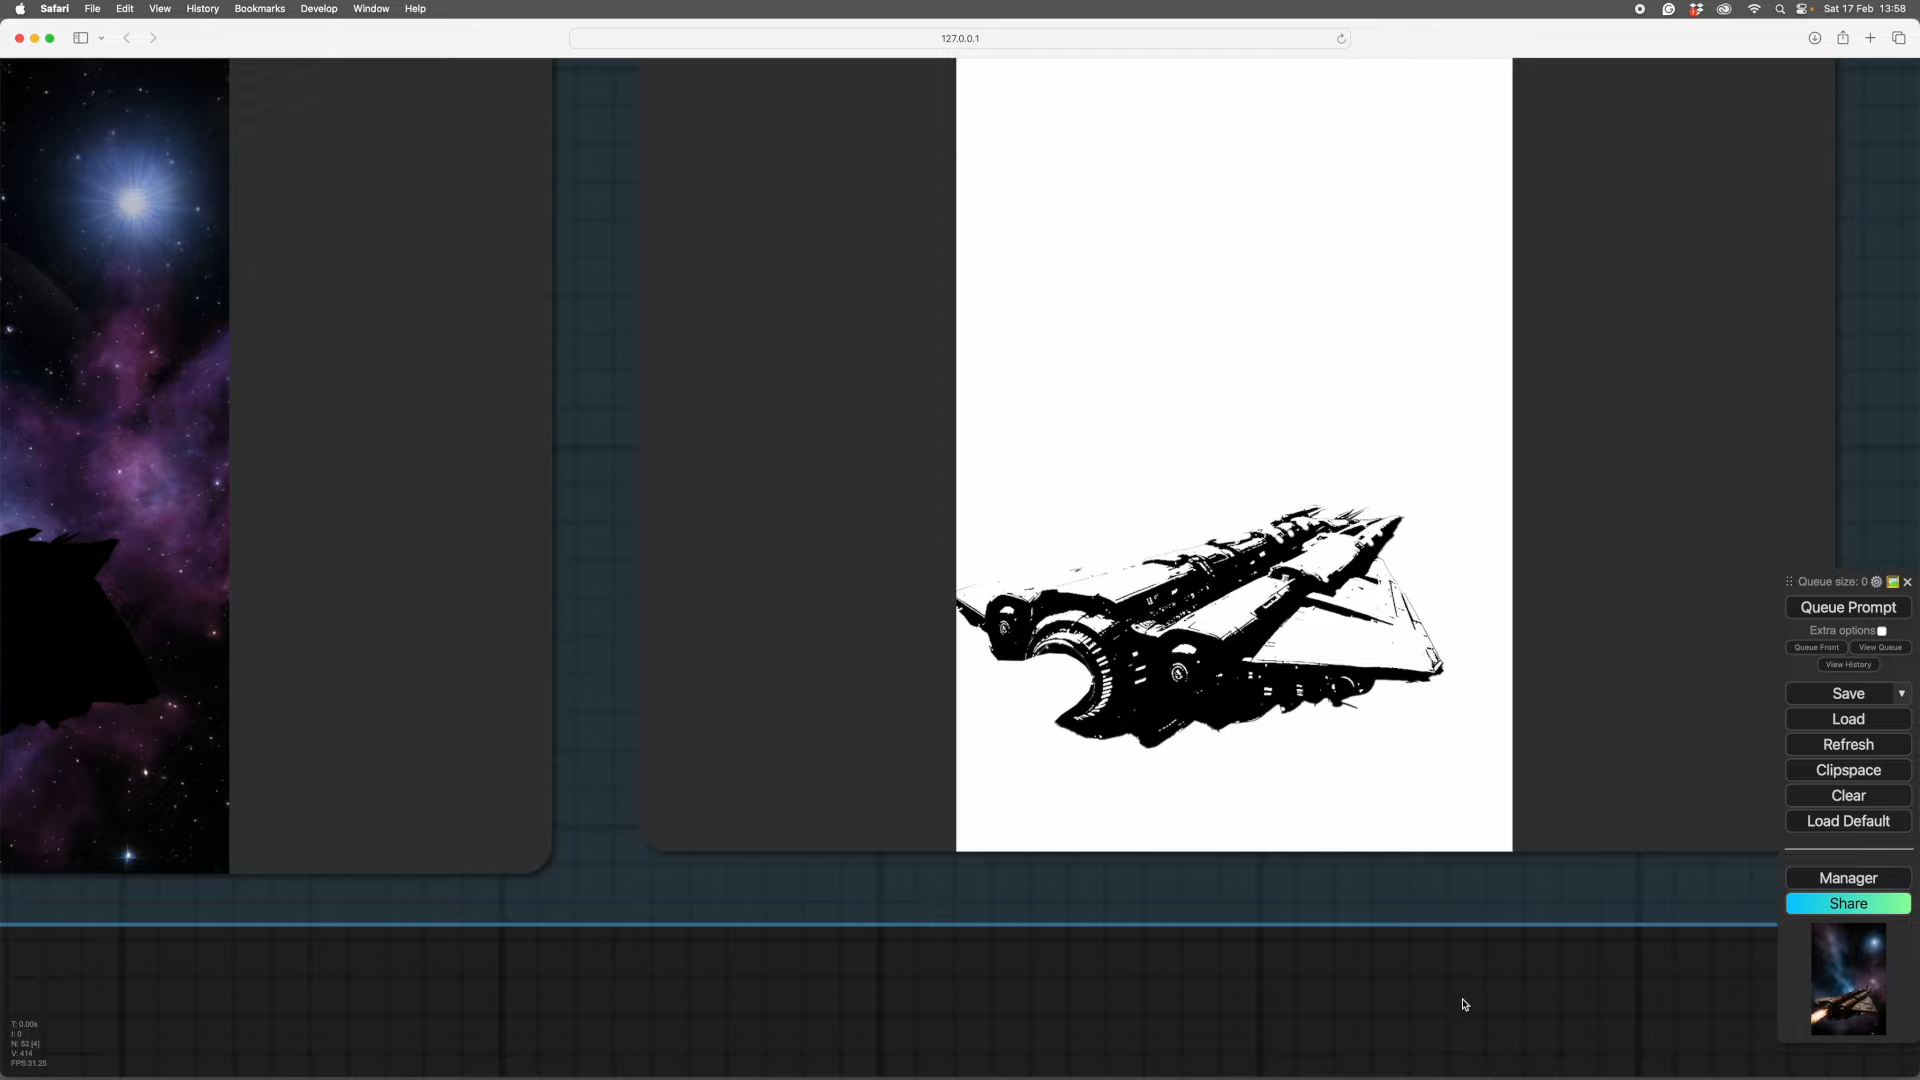 Safari File Edit View History Bookmarks Develop Window Help
Sat 17 Feb 13:58
127.0.0.1
Queue size: 0
Queue Prompt
Extra options
Queue Front View Queue
View History
Save ▼
Load
Refresh
Clipspace
Clear
Load Default
Manager
Share
T: 0.00s
I: 0
N: 52 [4]
V: 414
FPS:31.25